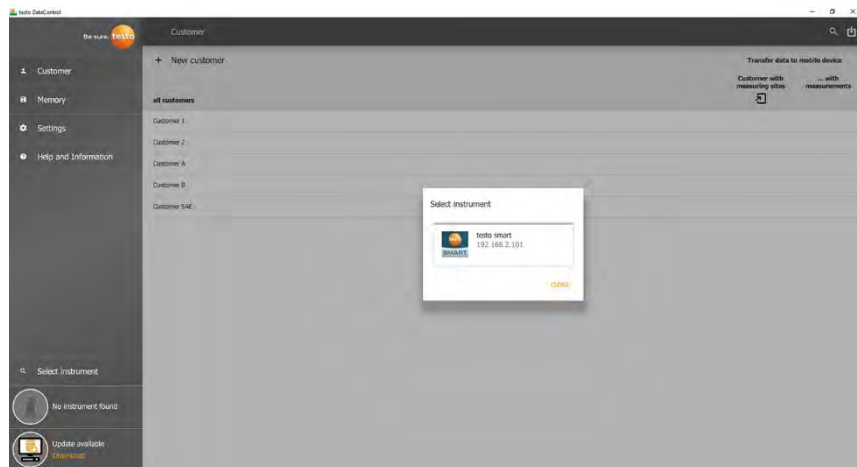 testo DataControl
Be sure. testo
Customer
Customer
Memory
Settings
Help and Information
Select instrument
No instrument found
Update available
Download
+ New customer
Transfer data to mobile device
Customer with
measuring sites
... with
measurements
all customers
Customer 1
Customer 2
Customer A
Customer B
Customer SAE
Select instrument
testo smart
192.168.2.101
SMART
CLOSE